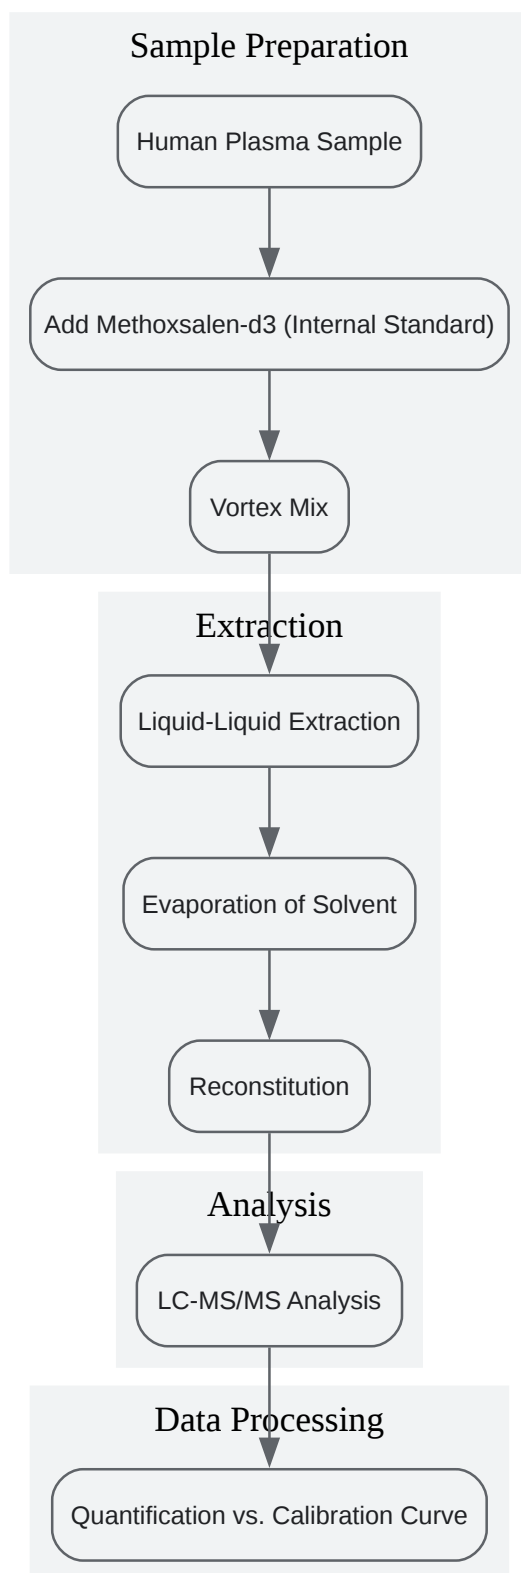 Sample Preparation
Human Plasma Sample
Add Methoxsalen-d3 (Internal Standard)
Vortex Mix
Extraction
Liquid-Liquid Extraction
Evaporation of Solvent
Reconstitution
Analysis
LC-MS/MS Analysis
Data Processing
Quantification vs. Calibration Curve